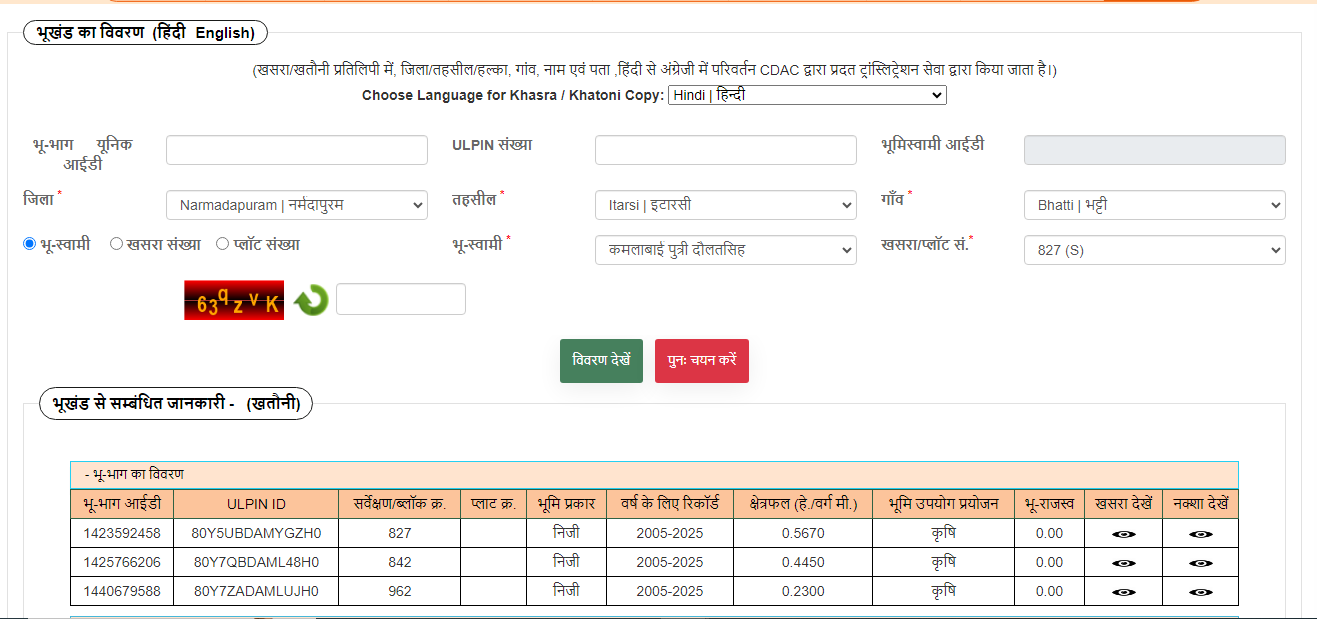 भूखंड का विवरण (हिंदी English)
(खसरा/खतौनी प्रतिलिपी में, जिला/तहसील/हल्का, गांव, नाम एवं पता ,हिंदी से अंग्रेजी में परिवर्तन CDAC द्वारा प्रदत ट्रांस्लिट्रेशन सेवा द्वारा किया जाता है।)
Choose Language for Khasra / Khatoni Copy: Hindi | हिन्दी
भू-भाग यूनिक आईडी ULPIN संख्या भूमिस्वामी आईडी
जिला * Narmadapuram | नर्मदापुरम तहसील * Itarsi | इटारसी गाँव * Bhatti | भट्टी
भू-स्वामी खसरा संख्या प्लॉट संख्या भू-स्वामी * कमलाबाई पुत्री दौलतसिह खसरा/प्लॉट सं.* 827 (S)
63qzvK
विवरण देखें पुनः चयन करें
भूखंड से सम्बंधित जानकारी - (खतौनी)
- भू-भाग का विवरण
भू-भाग आईडी ULPIN ID सर्वेक्षण/ब्लॉक क्र. प्लाट क्र. भूमि प्रकार वर्ष के लिए रिकॉर्ड क्षेत्रफल (हे./वर्ग मी.) भूमि उपयोग प्रयोजन भू-राजस्व खसरा देखें नक्शा देखें
1423592458 80Y5UBDAMYGZH0 827 निजी 2005-2025 0.5670 कृषि 0.00
1425766206 80Y7QBDAML48H0 842 निजी 2005-2025 0.4450 कृषि 0.00
1440679588 80Y7ZADAMLUJH0 962 निजी 2005-2025 0.2300 कृषि 0.00